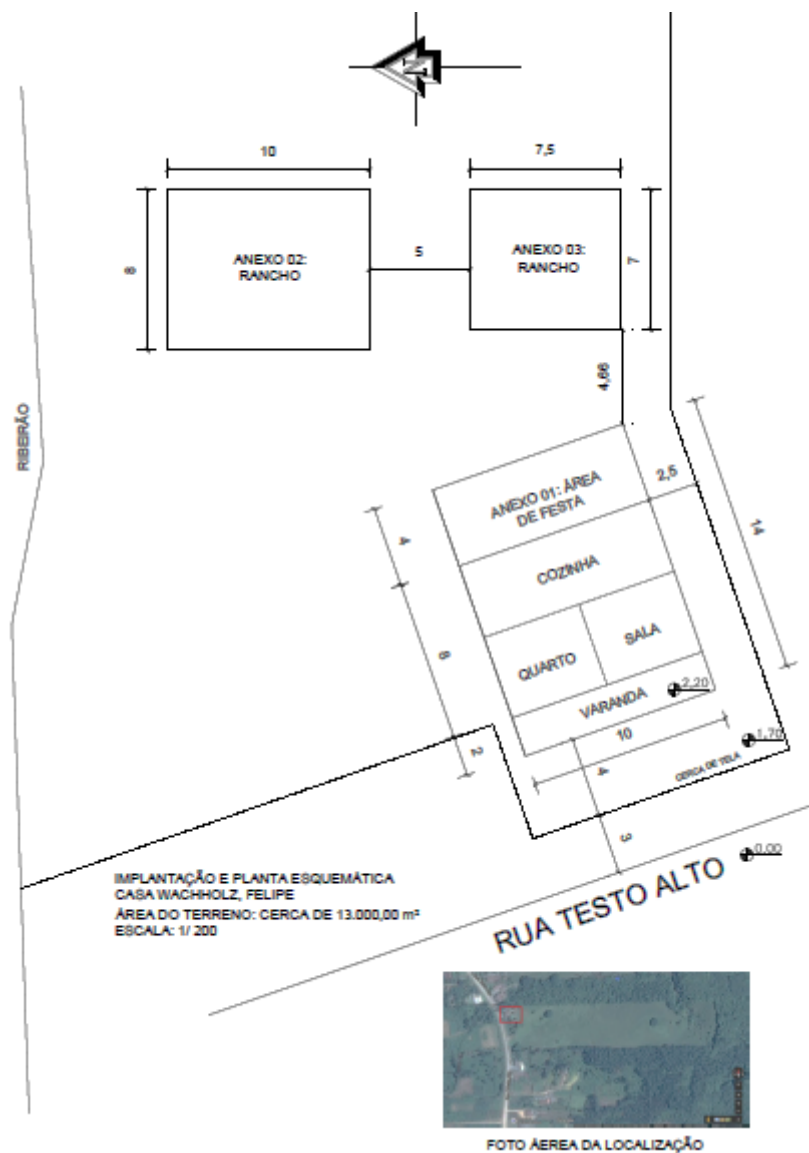 N
10
7,5
8
ANEXO 02:
RANCHO
5
ANEXO 03:
RANCHO
7
4,66
RIBEIRÃO
ANEXO 01: ÁREA
DE FESTA
2,5
14
4
COZINHA
8
QUARTO
SALA
VARANDA
2,20
10
1,70
2
4
CERCA DE TELA
3
0,00
RUA TESTO ALTO
IMPLANTAÇÃO E PLANTA ESQUEMÁTICA
CASA WACHHOLZ, FELIPE
ÁREA DO TERRENO: CERCA DE 13.000,00 m²
ESCALA: 1/ 200
FOTO ÁEREA DA LOCALIZAÇÃO